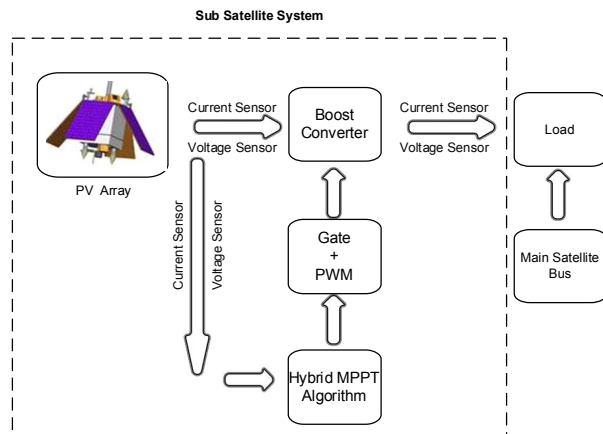 Sub Satellite System
Current Sensor
Voltage Sensor
Boost
Converter
Current Sensor
Voltage Sensor
Load
PV Array
Current Sensor
Voltage Sensor
Gate
+
PWM
Main Satellite
Bus
Hybrid MPPT
Algorithm